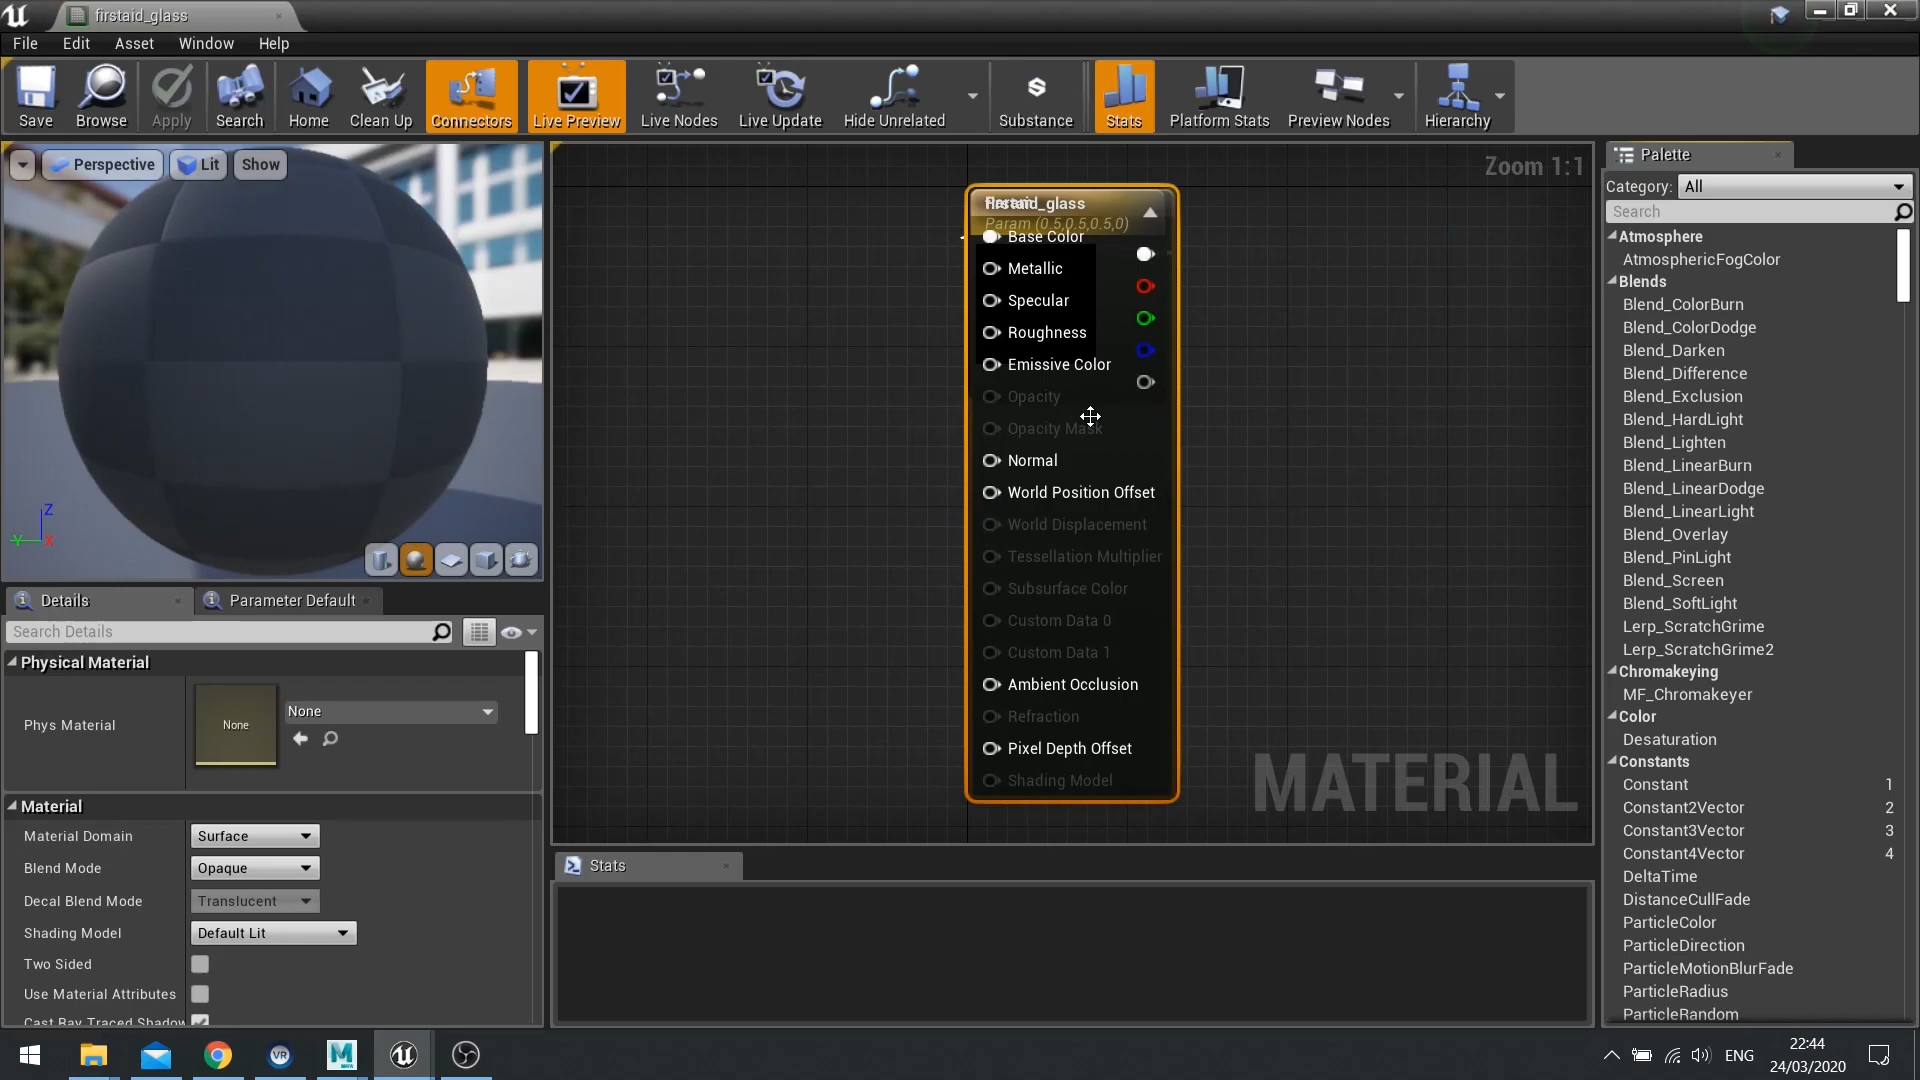 firstaid_glass
File Edit Asset Window Help
Save Browse Apply Search Home Clean Up Connectors Live Preview Live Nodes Live Update Hide Unrelated Substance Stats Platform Stats Preview Nodes Hierarchy
Perspective Lit Show
Z
Y X
Zoom 1:1
firstaid_glass
Param (0.5,0.5,0.5,0)
Base Color
Metallic
Specular
Roughness
Emissive Color
Opacity
Opacity Mask
Normal
World Position Offset
World Displacement
Tessellation Multiplier
Subsurface Color
Custom Data 0
Custom Data 1
Ambient Occlusion
Refraction
Pixel Depth Offset
Shading Model
MATERIAL
Details Parameter Default
Search Details
Physical Material
Phys Material None None
Material
Material Domain Surface
Blend Mode Opaque
Decal Blend Mode Translucent
Shading Model Default Lit
Two Sided
Use Material Attributes
Cast Ray Traced Shadow
Stats
Palette
Category: All
Search
Atmosphere
AtmosphericFogColor
Blends
Blend_ColorBurn
Blend_ColorDodge
Blend_Darken
Blend_Difference
Blend_Exclusion
Blend_HardLight
Blend_Lighten
Blend_LinearBurn
Blend_LinearDodge
Blend_LinearLight
Blend_Overlay
Blend_PinLight
Blend_Screen
Blend_SoftLight
Lerp_ScratchGrime
Lerp_ScratchGrime2
Chromakeying
MF_Chromakeyer
Color
Desaturation
Constants
Constant 1
Constant2Vector 2
Constant3Vector 3
Constant4Vector 4
DeltaTime
DistanceCullFade
ParticleColor
ParticleDirection
ParticleMotionBlurFade
ParticleRadius
ParticleRandom
VR
M
ENG
22:44
24/03/2020